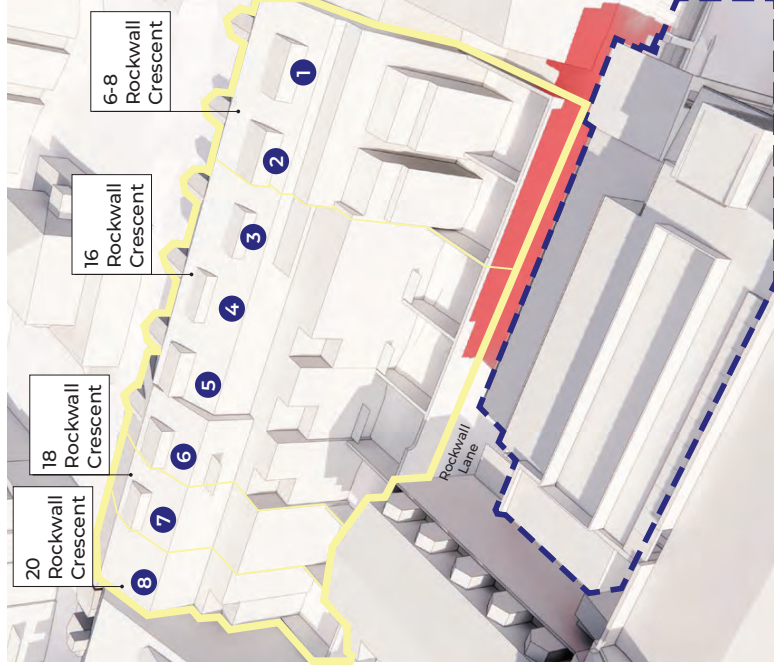 20
Rockwall
Crescent
18
Rockwall
Crescent
16
Rockwall
Crescent
6-8
Rockwall
Crescent
1
2
3
4
5
6
7
8
Rockwall
Lane